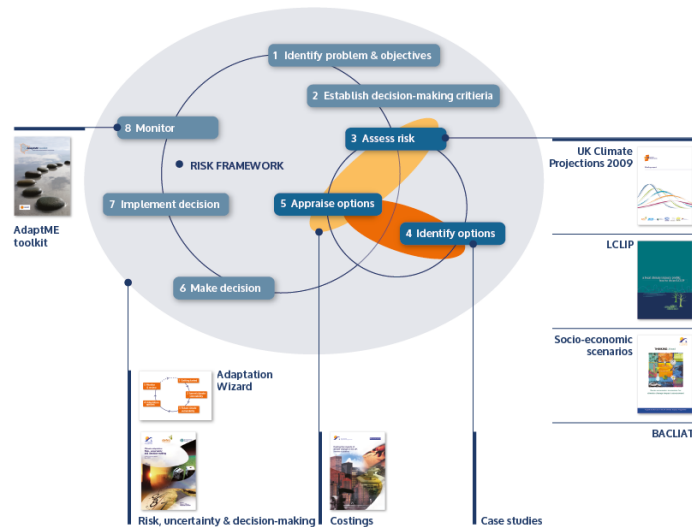 1 Identify problem & objectives
2 Establish decision-making critieria
3 Assess risk
8 Monitor
RISK FRAMEWORK
UK Climate
Projections 2009
7 Implement decision
5 Appraise options
4 Identify options
AdaptME
toolkit
LCLIP
6 Make decision
Socio-economic
scenarios
Adaptation
Wizard
BACLIAT
Risk, uncertainty & decision-making
Costings
Case studies